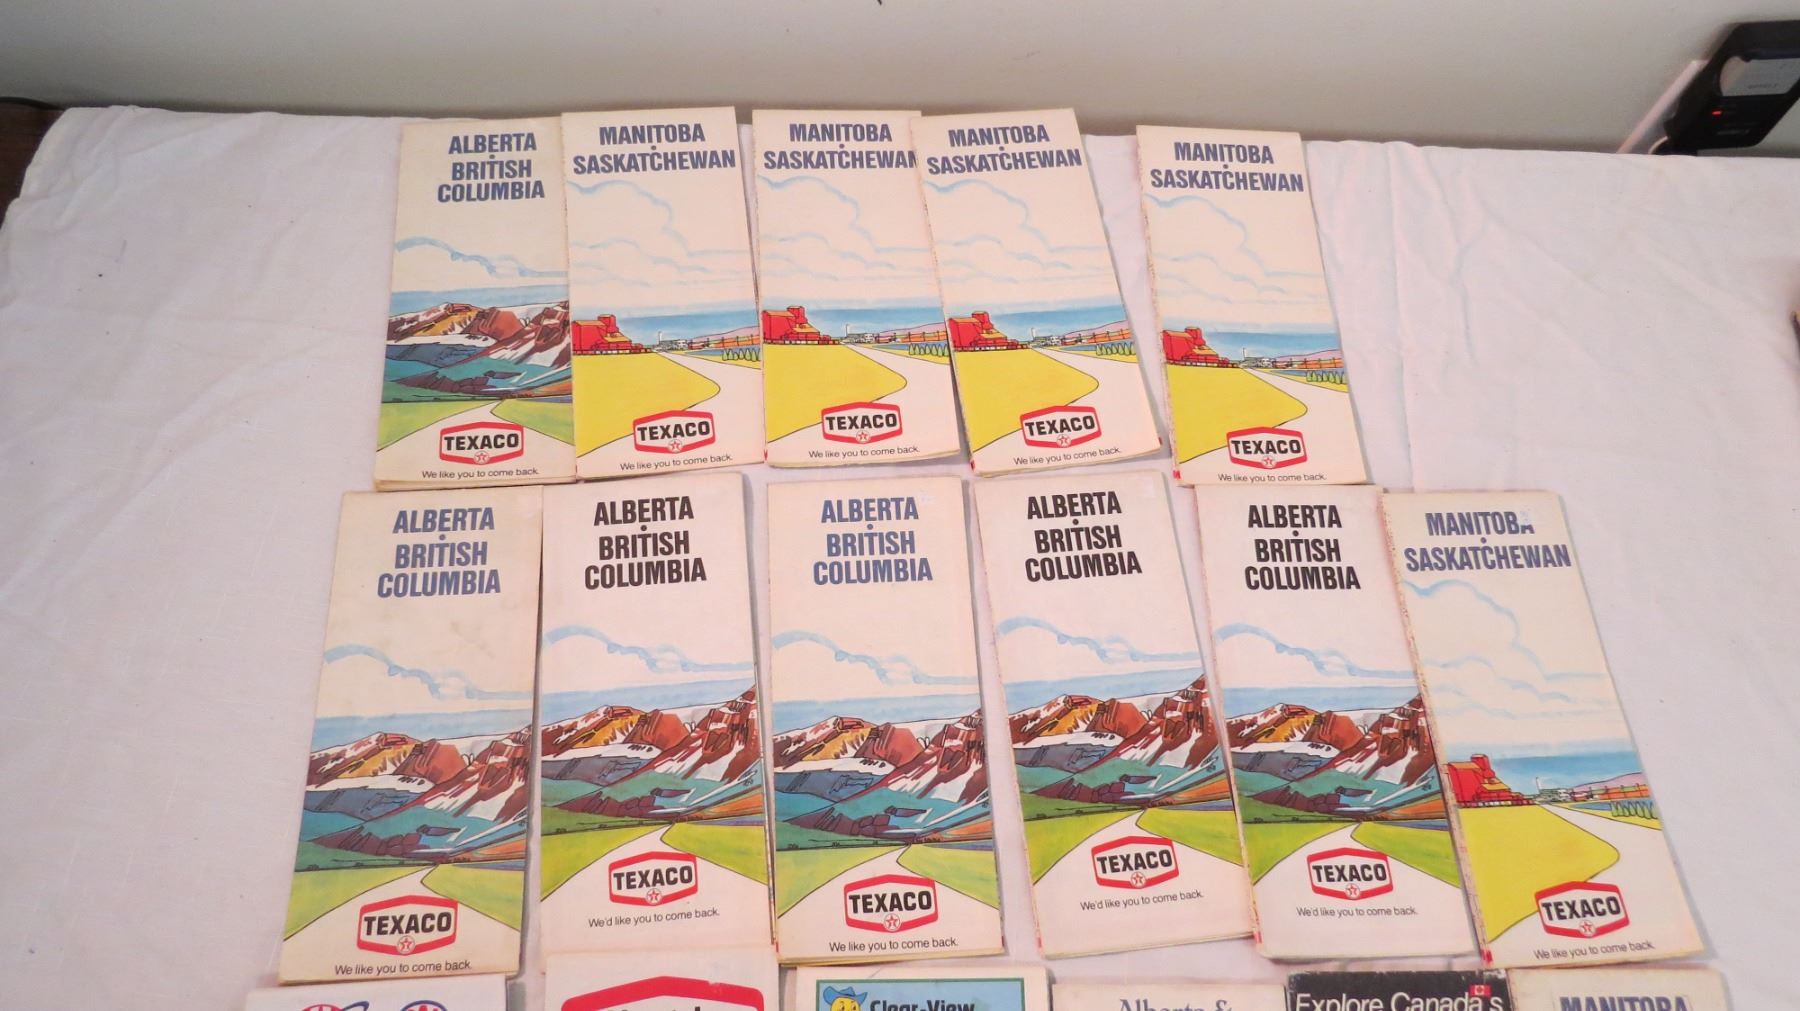 ALBERTA
BRITISH
COLUMBIA
TEXACO
We like you to come back.
MANITOBA
SASKATCHEWAN
TEXACO
We like you to come back.
MANITOBA
SASKATCHEWAN
TEXACO
We like you to come back.
MANITOBA
SASKATCHEWAN
TEXACO
We like you to come back.
MANITOBA
SASKATCHEWAN
TEXACO
We like you to come back.
ALBERTA
BRITISH
COLUMBIA
TEXACO
We like you to come back.
ALBERTA
BRITISH
COLUMBIA
TEXACO
We'd like you to come back.
ALBERTA
BRITISH
COLUMBIA
TEXACO
We like you to come back.
ALBERTA
BRITISH
COLUMBIA
TEXACO
We'd like you to come back.
ALBERTA
BRITISH
COLUMBIA
TEXACO
We'd like you to come back.
MANITOBA
SASKATCHEWAN
TEXACO
We like you to come back.
Clear-View
Alberta &
Explore Canada's
MANITOBA